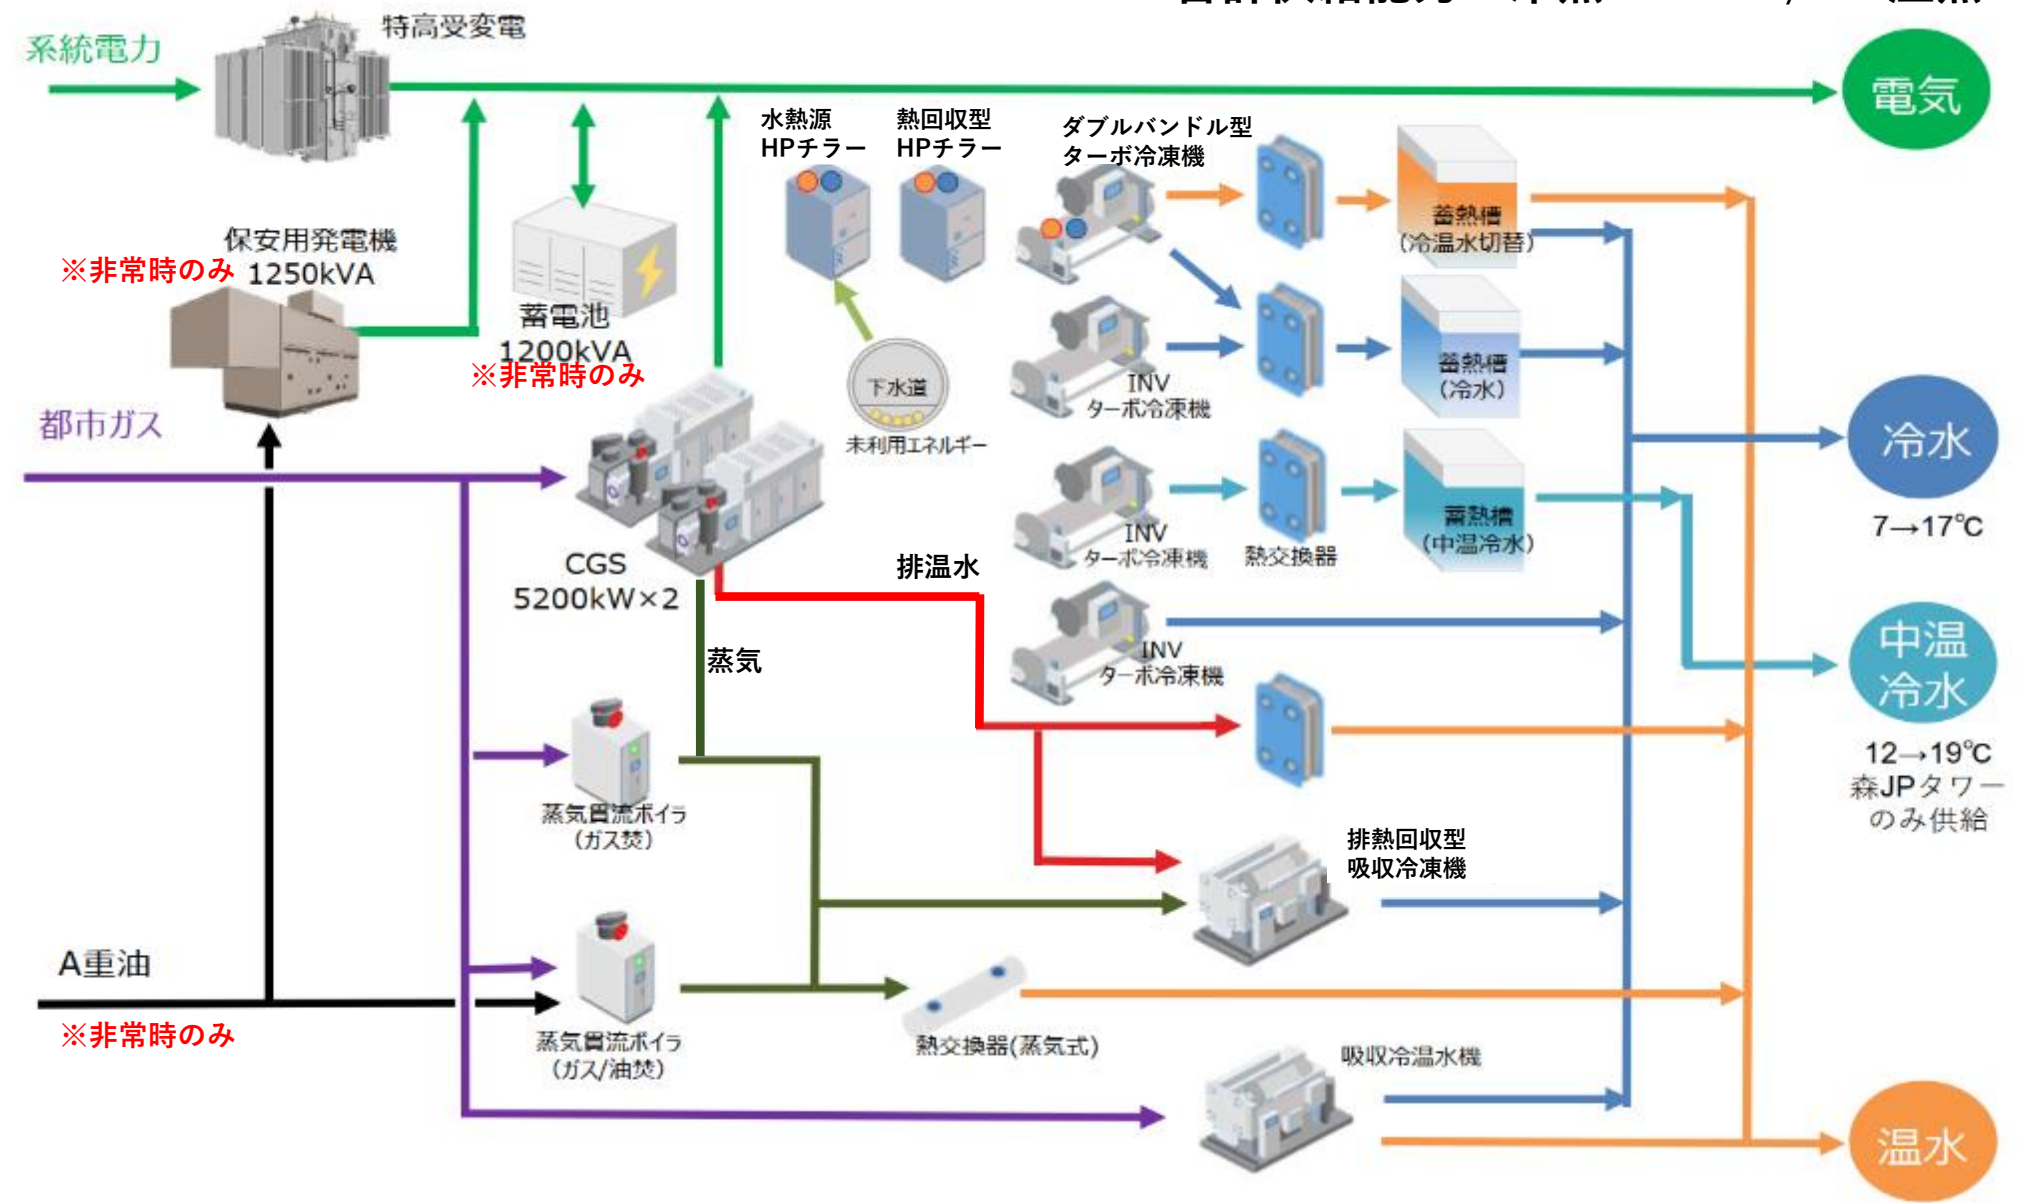 特高受変電
系統電力
電気
水熱源
HPチラー
熱回収型
HPチラー
ダブルバンドル型
ターボ冷凍機
蓄熱槽
(冷温水切替)
保安用発電機
1250kVA
※非常時のみ
蓄電池
1200kVA
※非常時のみ
下水道
未利用エネルギー
INV
ターボ冷凍機
蓄熱槽
(冷水)
都市ガス
冷水
7→17℃
INV
ターボ冷凍機
熱交換器
蓄熱槽
(中温冷水)
CGS
5200kW×2
排温水
蒸気
INV
ターボ冷凍機
中温
冷水
12→19℃
森JPタワー
のみ供給
蒸気貫流ボイラ
(ガス焚)
排熱回収型
吸収冷凍機
A重油
※非常時のみ
蒸気貫流ボイラ
(ガス/油焚)
熱交換器(蒸気式)
吸収冷温水機
温水